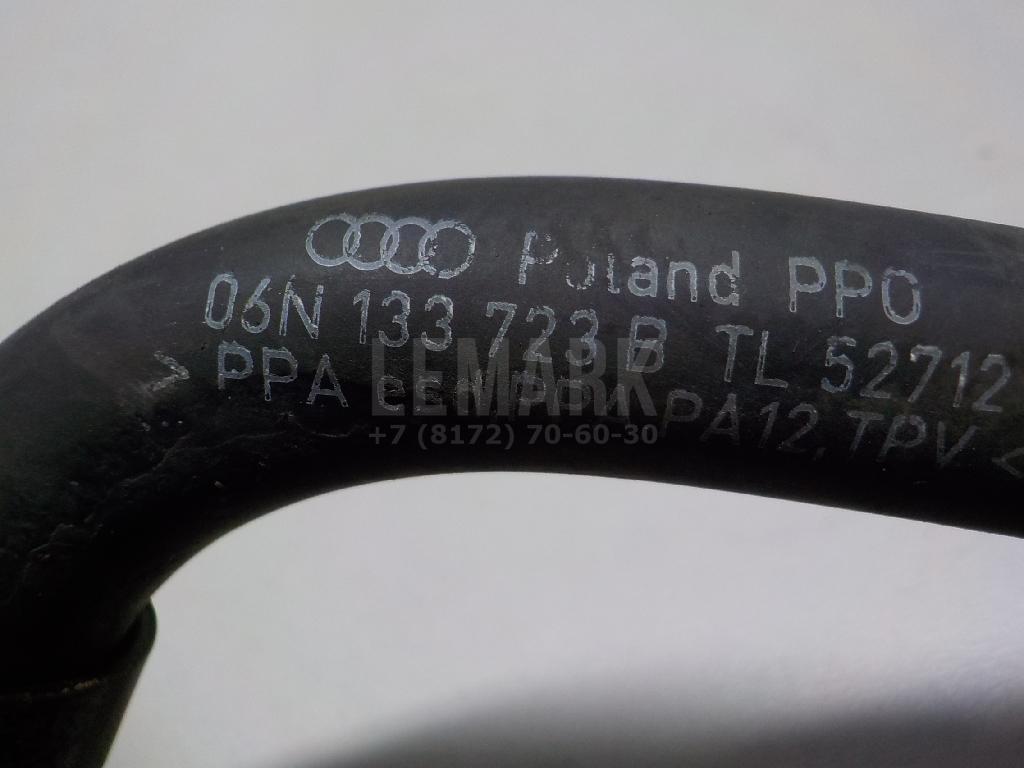 Poland PPO
06N 133 723 B TL 52712
> PPA PA12, TPV <
LEMARK
+7 (8172) 70-60-30